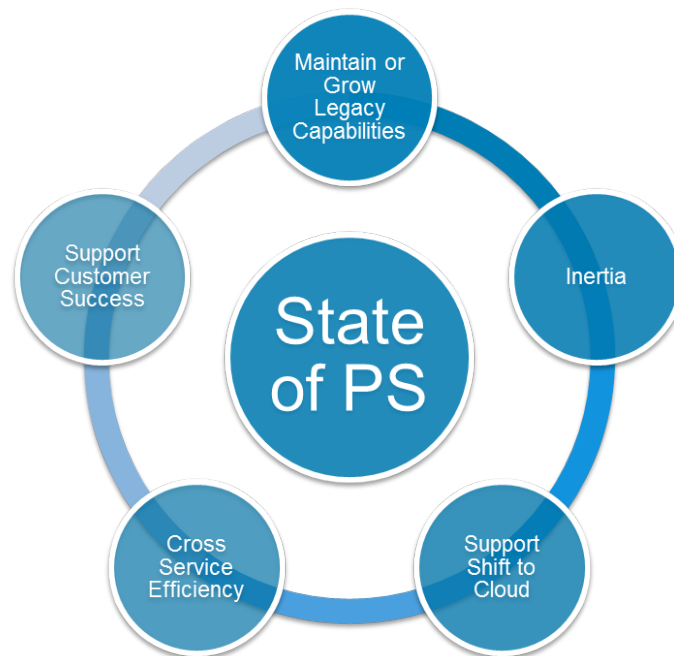 Maintain or
Grow
Legacy
Capabilities
Inertia
Support
Shift to
Cloud
Cross
Service
Efficiency
Support
Customer
Success
State
of PS